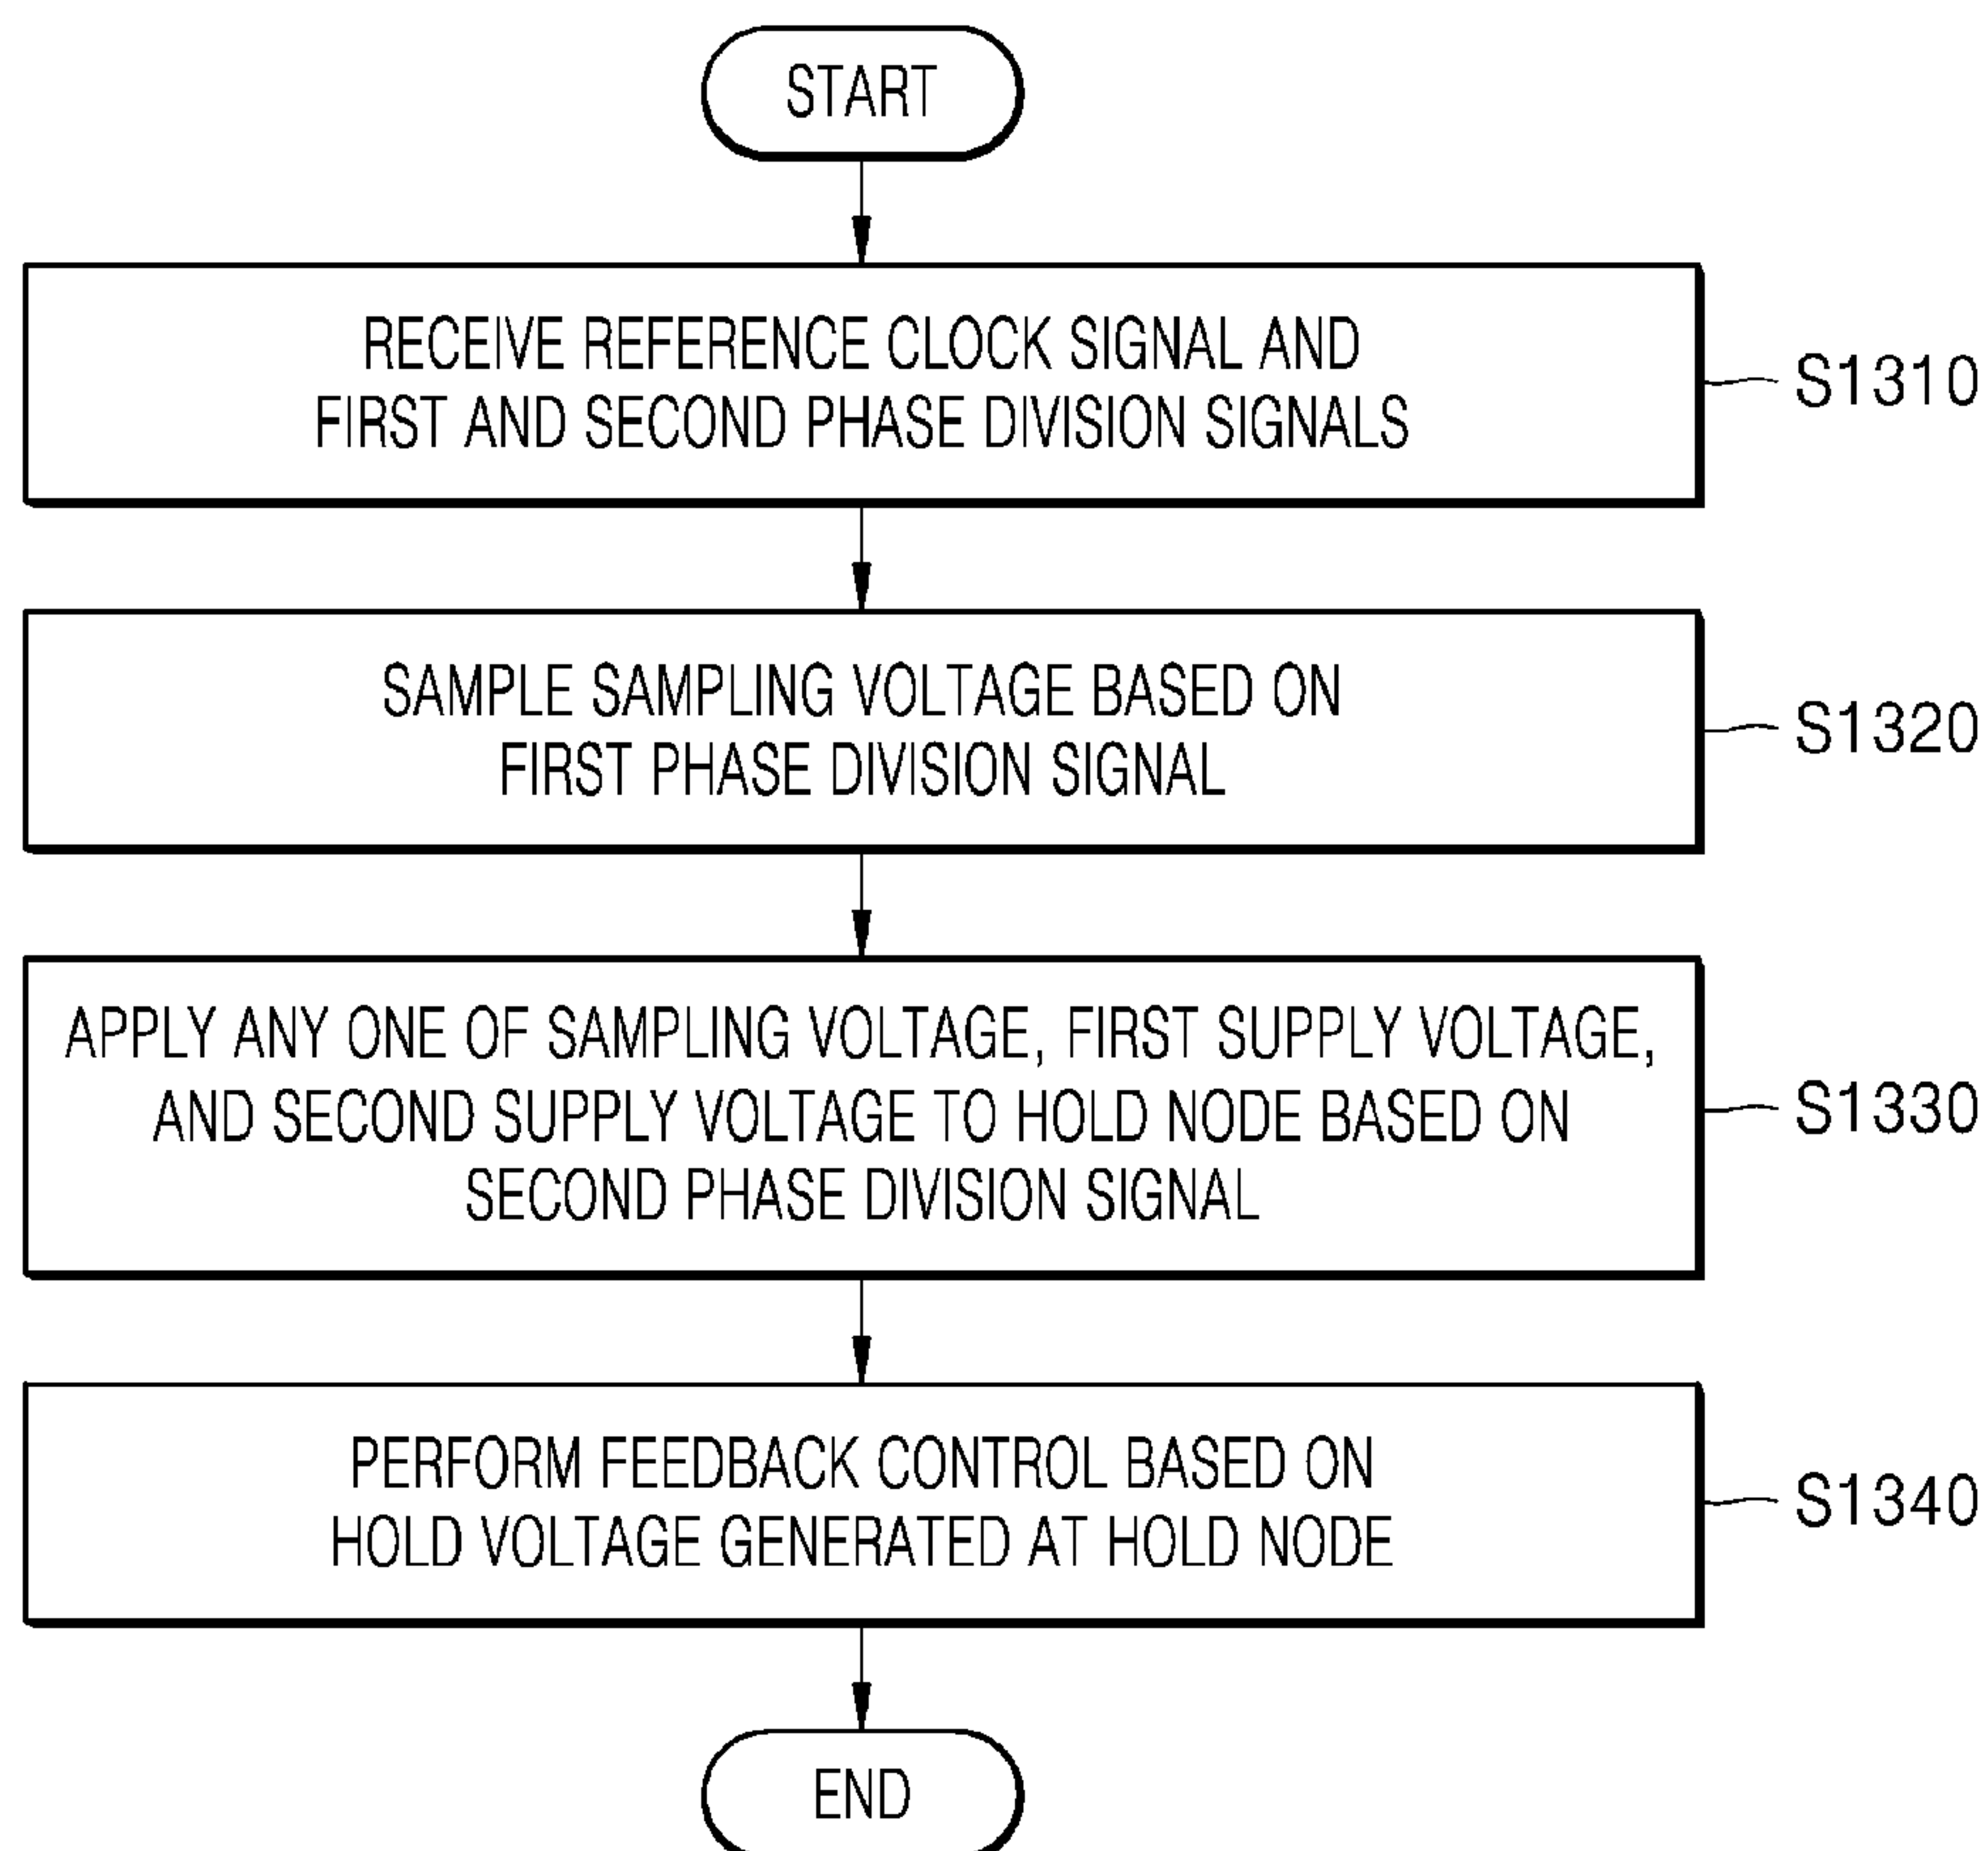 START
RECEIVE REFERENCE CLOCK SIGNAL AND
FIRST AND SECOND PHASE DIVISION SIGNALS
S1310
SAMPLE SAMPLING VOLTAGE BASED ON
FIRST PHASE DIVISION SIGNAL
S1320
APPLY ANY ONE OF SAMPLING VOLTAGE, FIRST SUPPLY VOLTAGE,
AND SECOND SUPPLY VOLTAGE TO HOLD NODE BASED ON
SECOND PHASE DIVISION SIGNAL
S1330
PERFORM FEEDBACK CONTROL BASED ON
HOLD VOLTAGE GENERATED AT HOLD NODE
S1340
END